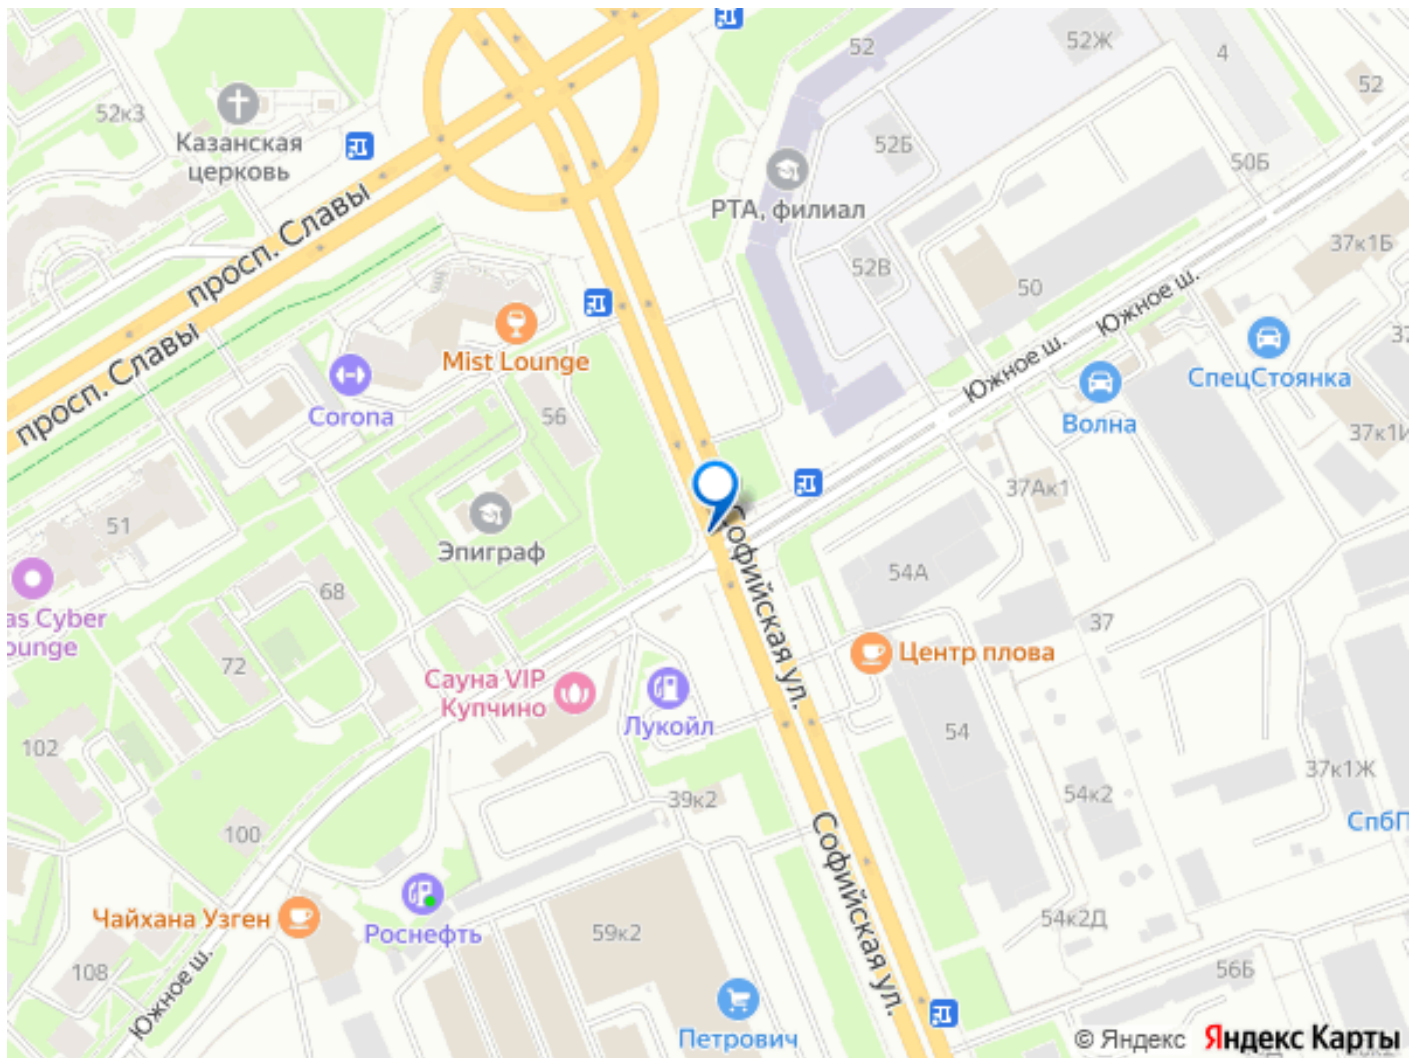 52
52Ж
4
52
52к3
Казанская
церковь
52Б
50Б
РТА, филиал
просп. Славы
37к1Б
52В
50
Южное ш.
Mist Lounge
просп. Славы
Южное ш.
СпецСтоянка
Corona
56
Волна
37к1И
37Ак1
51
Эпиграф
Софийская ул.
54А
68
as Cyber
ounge
37
Центр плова
72
Сауна VIP
Купчино
Лукойл
102
54
37к1Ж
39к2
54к2
СпбП
100
Софийская ул.
Чайхана Узген
Роснефть
59к2
54к2Д
108
Южное ш.
56Б
Петрович
© Яндекс Яндекс Карты